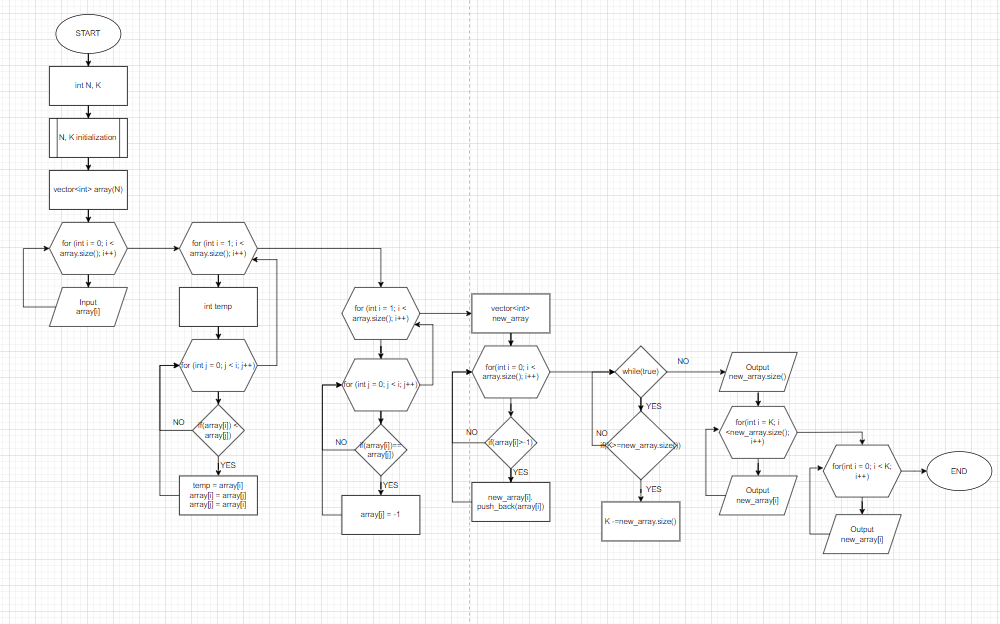 START
int N, K
N, K initialization
vector<int> array(N)
for (int i = 0; i <
array.size(); i++)
Input
array[i]
for (int i = 1; i <
array.size(); i++)
int temp
for (int j = 0; j < i; j++)
if(array[i] <
array[j])
NO
YES
temp = array[i]
array[i] = array[j]
array[j] = array[i]
for (int i = 1; i <
array.size(); i++)
for (int j = 0; j < i; j++)
if(array[i]==
array[j])
NO
YES
array[j] = -1
vector<int>
new_array
for(int i = 0; i <
array.size(); i++)
if(array[i]>-1)
NO
YES
new_array[i].
push_back(array[i])
while(true)
NO
YES
if(K>=new_array.size())
NO
YES
K -=new_array.size()
Output
new_array.size()
for(int i = K; i
<new_array.size();
i++)
Output
new_array[i]
for(int i = 0; i < K;
i++)
Output
new_array[i]
END